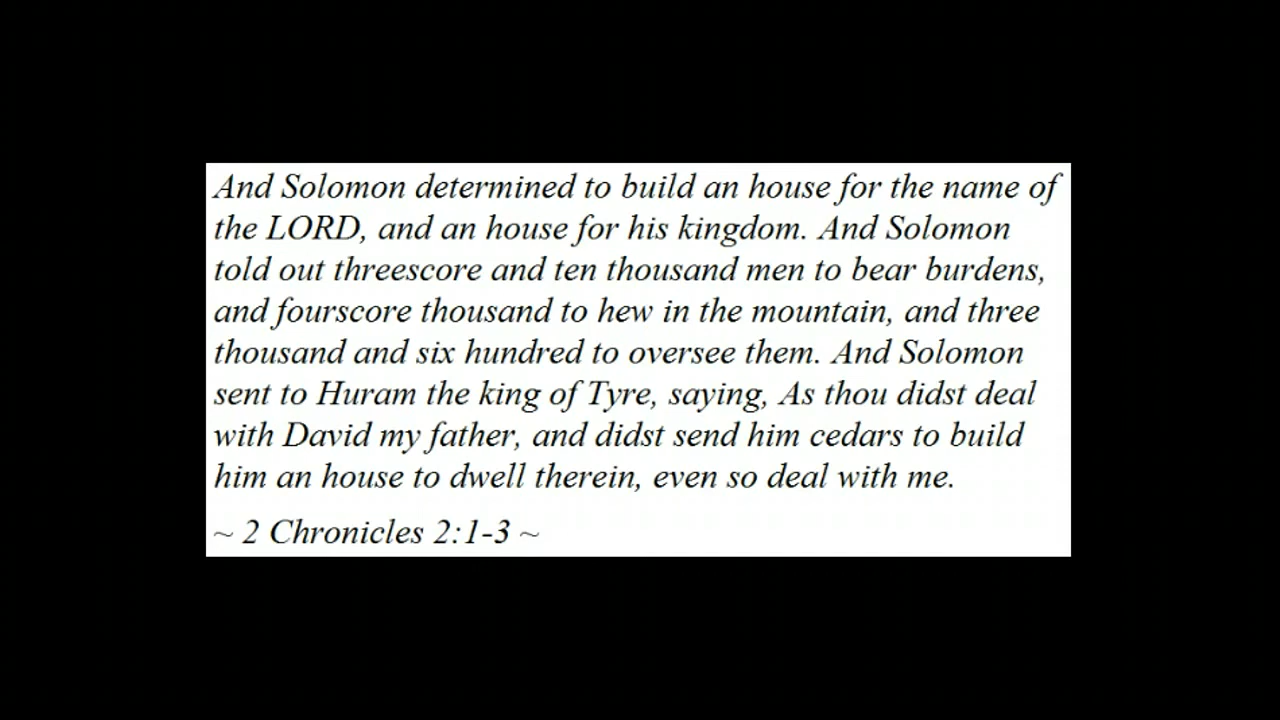 And Solomon determined to build an house for the name of
the LORD, and an house for his kingdom. And Solomon
told out threescore and ten thousand men to bear burdens,
and fourscore thousand to hew in the mountain, and three
thousand and six hundred to oversee them. And Solomon
sent to Huram the king of Tyre, saying, As thou didst deal
with David my father, and didst send him cedars to build
him an house to dwell therein, even so deal with me.
~ 2 Chronicles 2:1-3 ~